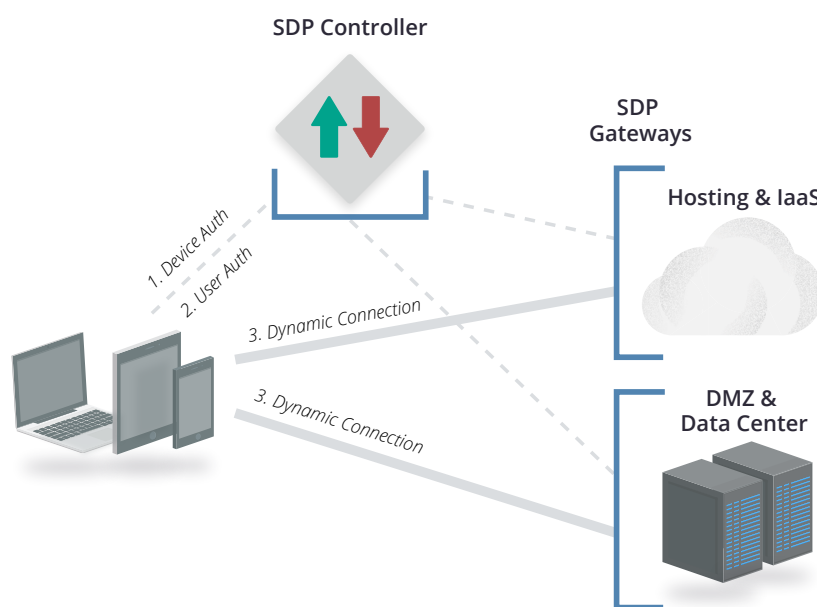 SDP Controller
SDP
Gateways
Hosting & IaaS
1. Device Auth
2. User Auth
3. Dynamic Connection
3. Dynamic Connection
DMZ &
Data Center